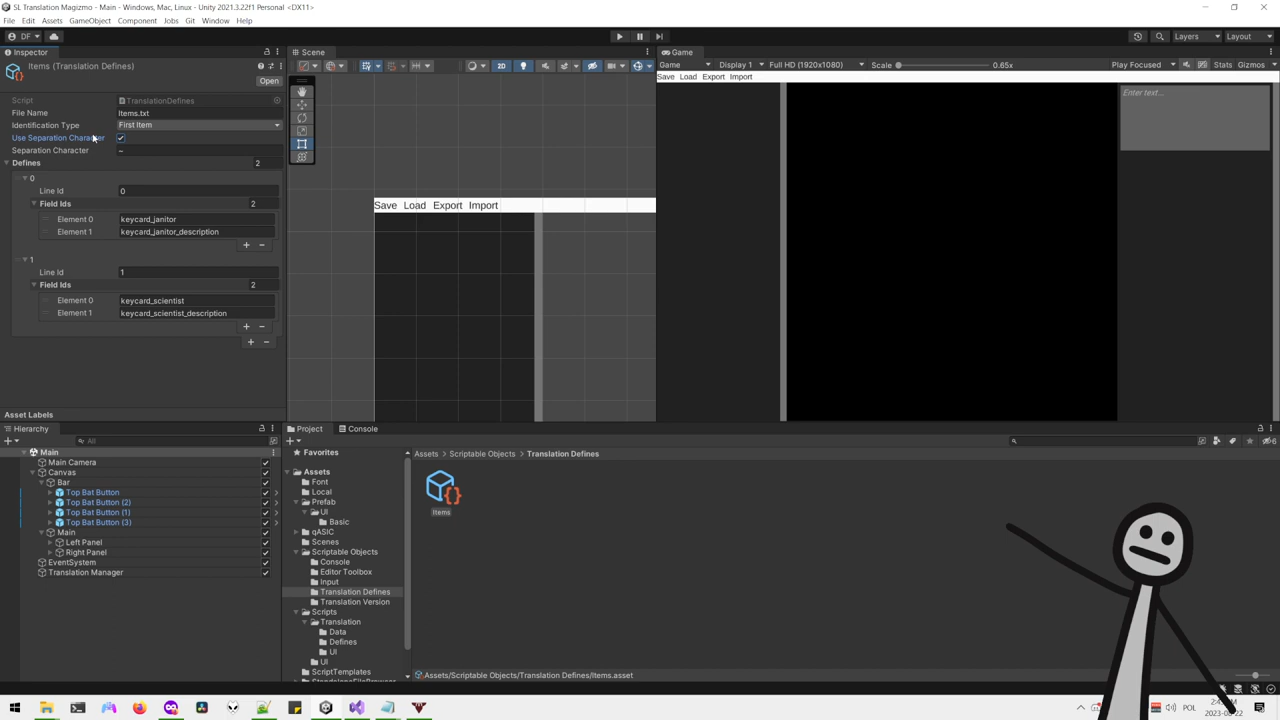 SL Translation Magizmo - Main - Windows, Mac, Linux - Unity 2021.3.22f1 Personal <DX11>
File Edit Assets GameObject Component Jobs Git Window Help
DF Layers Layout
Inspector
Items (Translation Defines)
Open
Script TranslationDefines
File Name Items.txt
Identification Type First Item
Use Separation Character
Separation Character ~
Defines 2
0
Line Id 0
Field Ids 2
Element 0 keycard_janitor
Element 1 keycard_janitor_description
+ −
1
Line Id 1
Field Ids 2
Element 0 keycard_scientist
Element 1 keycard_scientist_description
+ −
+ −
Asset Labels
Scene
2D
Save Load Export Import
Game
Game Display 1 Full HD (1920x1080) Scale 0.65x Play Focused Stats Gizmos
Save Load Export Import
Enter text...
Hierarchy
All
Main
Main Camera
Canvas
Bar
Top Bat Button
Top Bat Button (2)
Top Bat Button (1)
Top Bat Button (3)
Main
Left Panel
Right Panel
EventSystem
Translation Manager
Project Console
6
Favorites
Assets
Font
Local
Prefab
UI
Basic
qASIC
Scenes
Scriptable Objects
Console
Editor Toolbox
Input
Translation Defines
Translation Version
Scripts
Translation
Data
Defines
UI
UI
ScriptTemplates
Assets > Scriptable Objects > Translation Defines
Items
Assets/Scriptable Objects/Translation Defines/Items.asset
POL